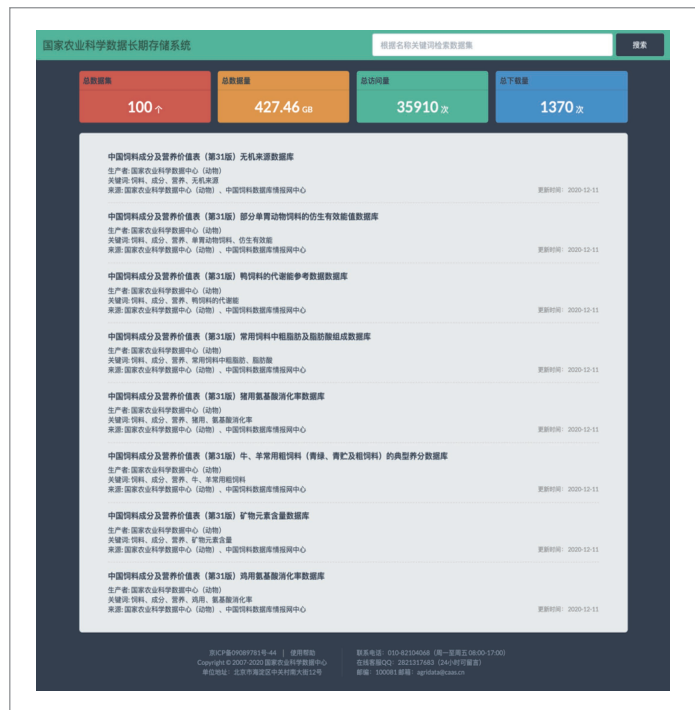 国家农业科学数据长期存储系统
根据名称关键词检索数据集
搜索
总数据集
总数据量
总访问量
总下载量
100 个
427.46 GB
35910 次
1370 次
中国饲料成分及营养价值表（第31版）无机来源数据库
生产者: 国家农业科学数据中心（动物）
关键词: 饲料、成分、营养、无机来源
来源: 国家农业科学数据中心（动物）、中国饲料数据库情报网中心
更新时间： 2020-12-11
中国饲料成分及营养价值表（第31版）部分单胃动物饲料的仿生有效能值数据库
生产者: 国家农业科学数据中心（动物）
关键词: 饲料、成分、营养、单胃动物饲料、仿生有效能
来源: 国家农业科学数据中心（动物）、中国饲料数据库情报网中心
更新时间： 2020-12-11
中国饲料成分及营养价值表（第31版）鸭饲料的代谢能参考数据数据库
生产者: 国家农业科学数据中心（动物）
关键词: 饲料、成分、营养、鸭饲料的代谢能
来源: 国家农业科学数据中心（动物）、中国饲料数据库情报网中心
更新时间： 2020-12-11
中国饲料成分及营养价值表（第31版）常用饲料中粗脂肪及脂肪酸组成数据库
生产者: 国家农业科学数据中心（动物）
关键词: 饲料、成分、营养、常用饲料中粗脂肪、脂肪酸
来源: 国家农业科学数据中心（动物）、中国饲料数据库情报网中心
更新时间： 2020-12-11
中国饲料成分及营养价值表（第31版）猪用氨基酸消化率数据库
生产者: 国家农业科学数据中心（动物）
关键词: 饲料、成分、营养、猪用、氨基酸消化率
来源: 国家农业科学数据中心（动物）、中国饲料数据库情报网中心
更新时间： 2020-12-11
中国饲料成分及营养价值表（第31版）牛、羊常用粗饲料（青绿、青贮及粗饲料）的典型养分数据库
生产者: 国家农业科学数据中心（动物）
关键词: 饲料、成分、营养、牛、羊常用粗饲料
来源: 国家农业科学数据中心（动物）、中国饲料数据库情报网中心
更新时间： 2020-12-11
中国饲料成分及营养价值表（第31版）矿物元素含量数据库
生产者: 国家农业科学数据中心（动物）
关键词: 饲料、成分、营养、矿物元素含量
来源: 国家农业科学数据中心（动物）、中国饲料数据库情报网中心
更新时间： 2020-12-11
中国饲料成分及营养价值表（第31版）鸡用氨基酸消化率数据库
生产者: 国家农业科学数据中心（动物）
关键词: 饲料、成分、营养、鸡用、氨基酸消化率
来源: 国家农业科学数据中心（动物）、中国饲料数据库情报网中心
更新时间： 2020-12-11
京ICP备09089781号-44 | 使用帮助
Copyright © 2007-2020 国家农业科学数据中心
单位地址：北京市海淀区中关村南大街12号
联系电话：010-82104068（周一至周五 08:00-17:00）
在线客服QQ：2821317683（24小时可留言）
邮编：100081 邮箱：agridata@caas.cn